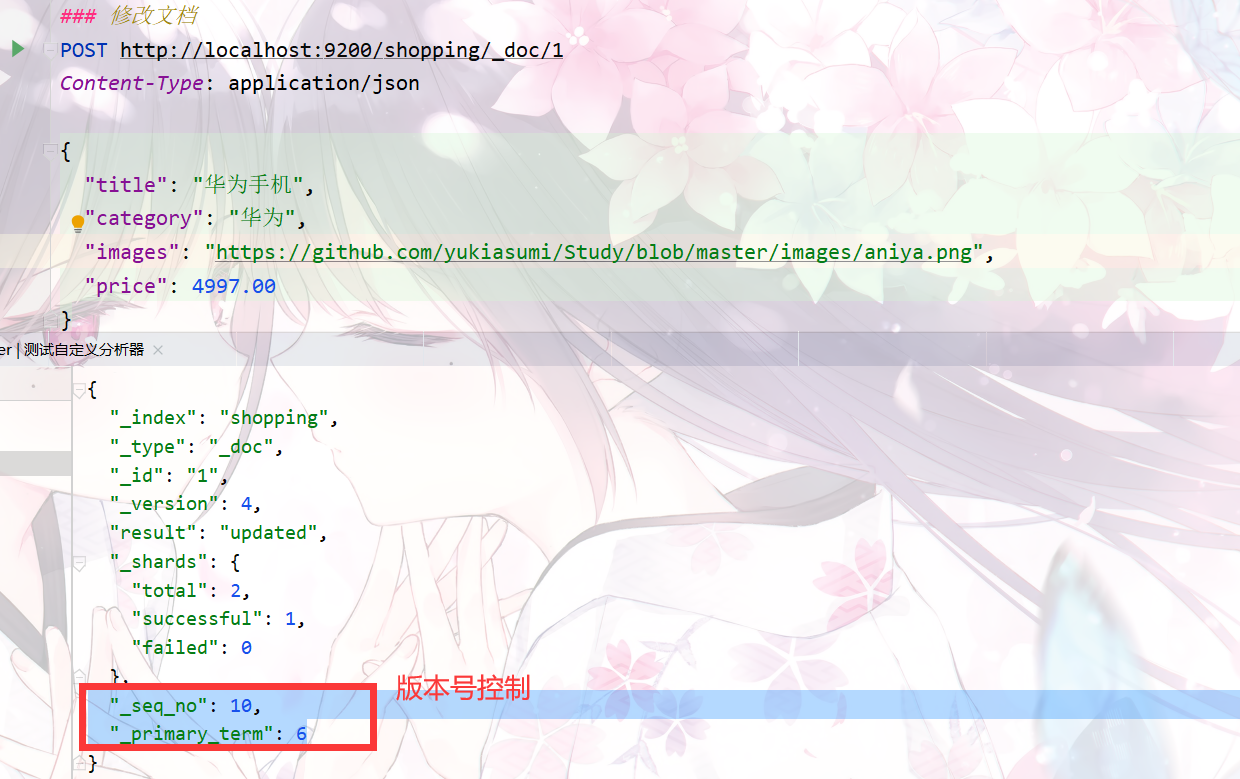 ### 修改文档
POST http://localhost:9200/shopping/_doc/1
Content-Type: application/json
{
"title": "华为手机",
"category": "华为",
"images": "https://github.com/yukiasumi/Study/blob/master/images/aniya.png",
"price": 4997.00
}
er | 测试自定义分析器
{
"_index": "shopping",
"_type": "_doc",
"_id": "1",
"_version": 4,
"result": "updated",
"_shards": {
"total": 2,
"successful": 1,
"failed": 0
},
"_seq_no": 10,
版本号控制
"_primary_term": 6
}